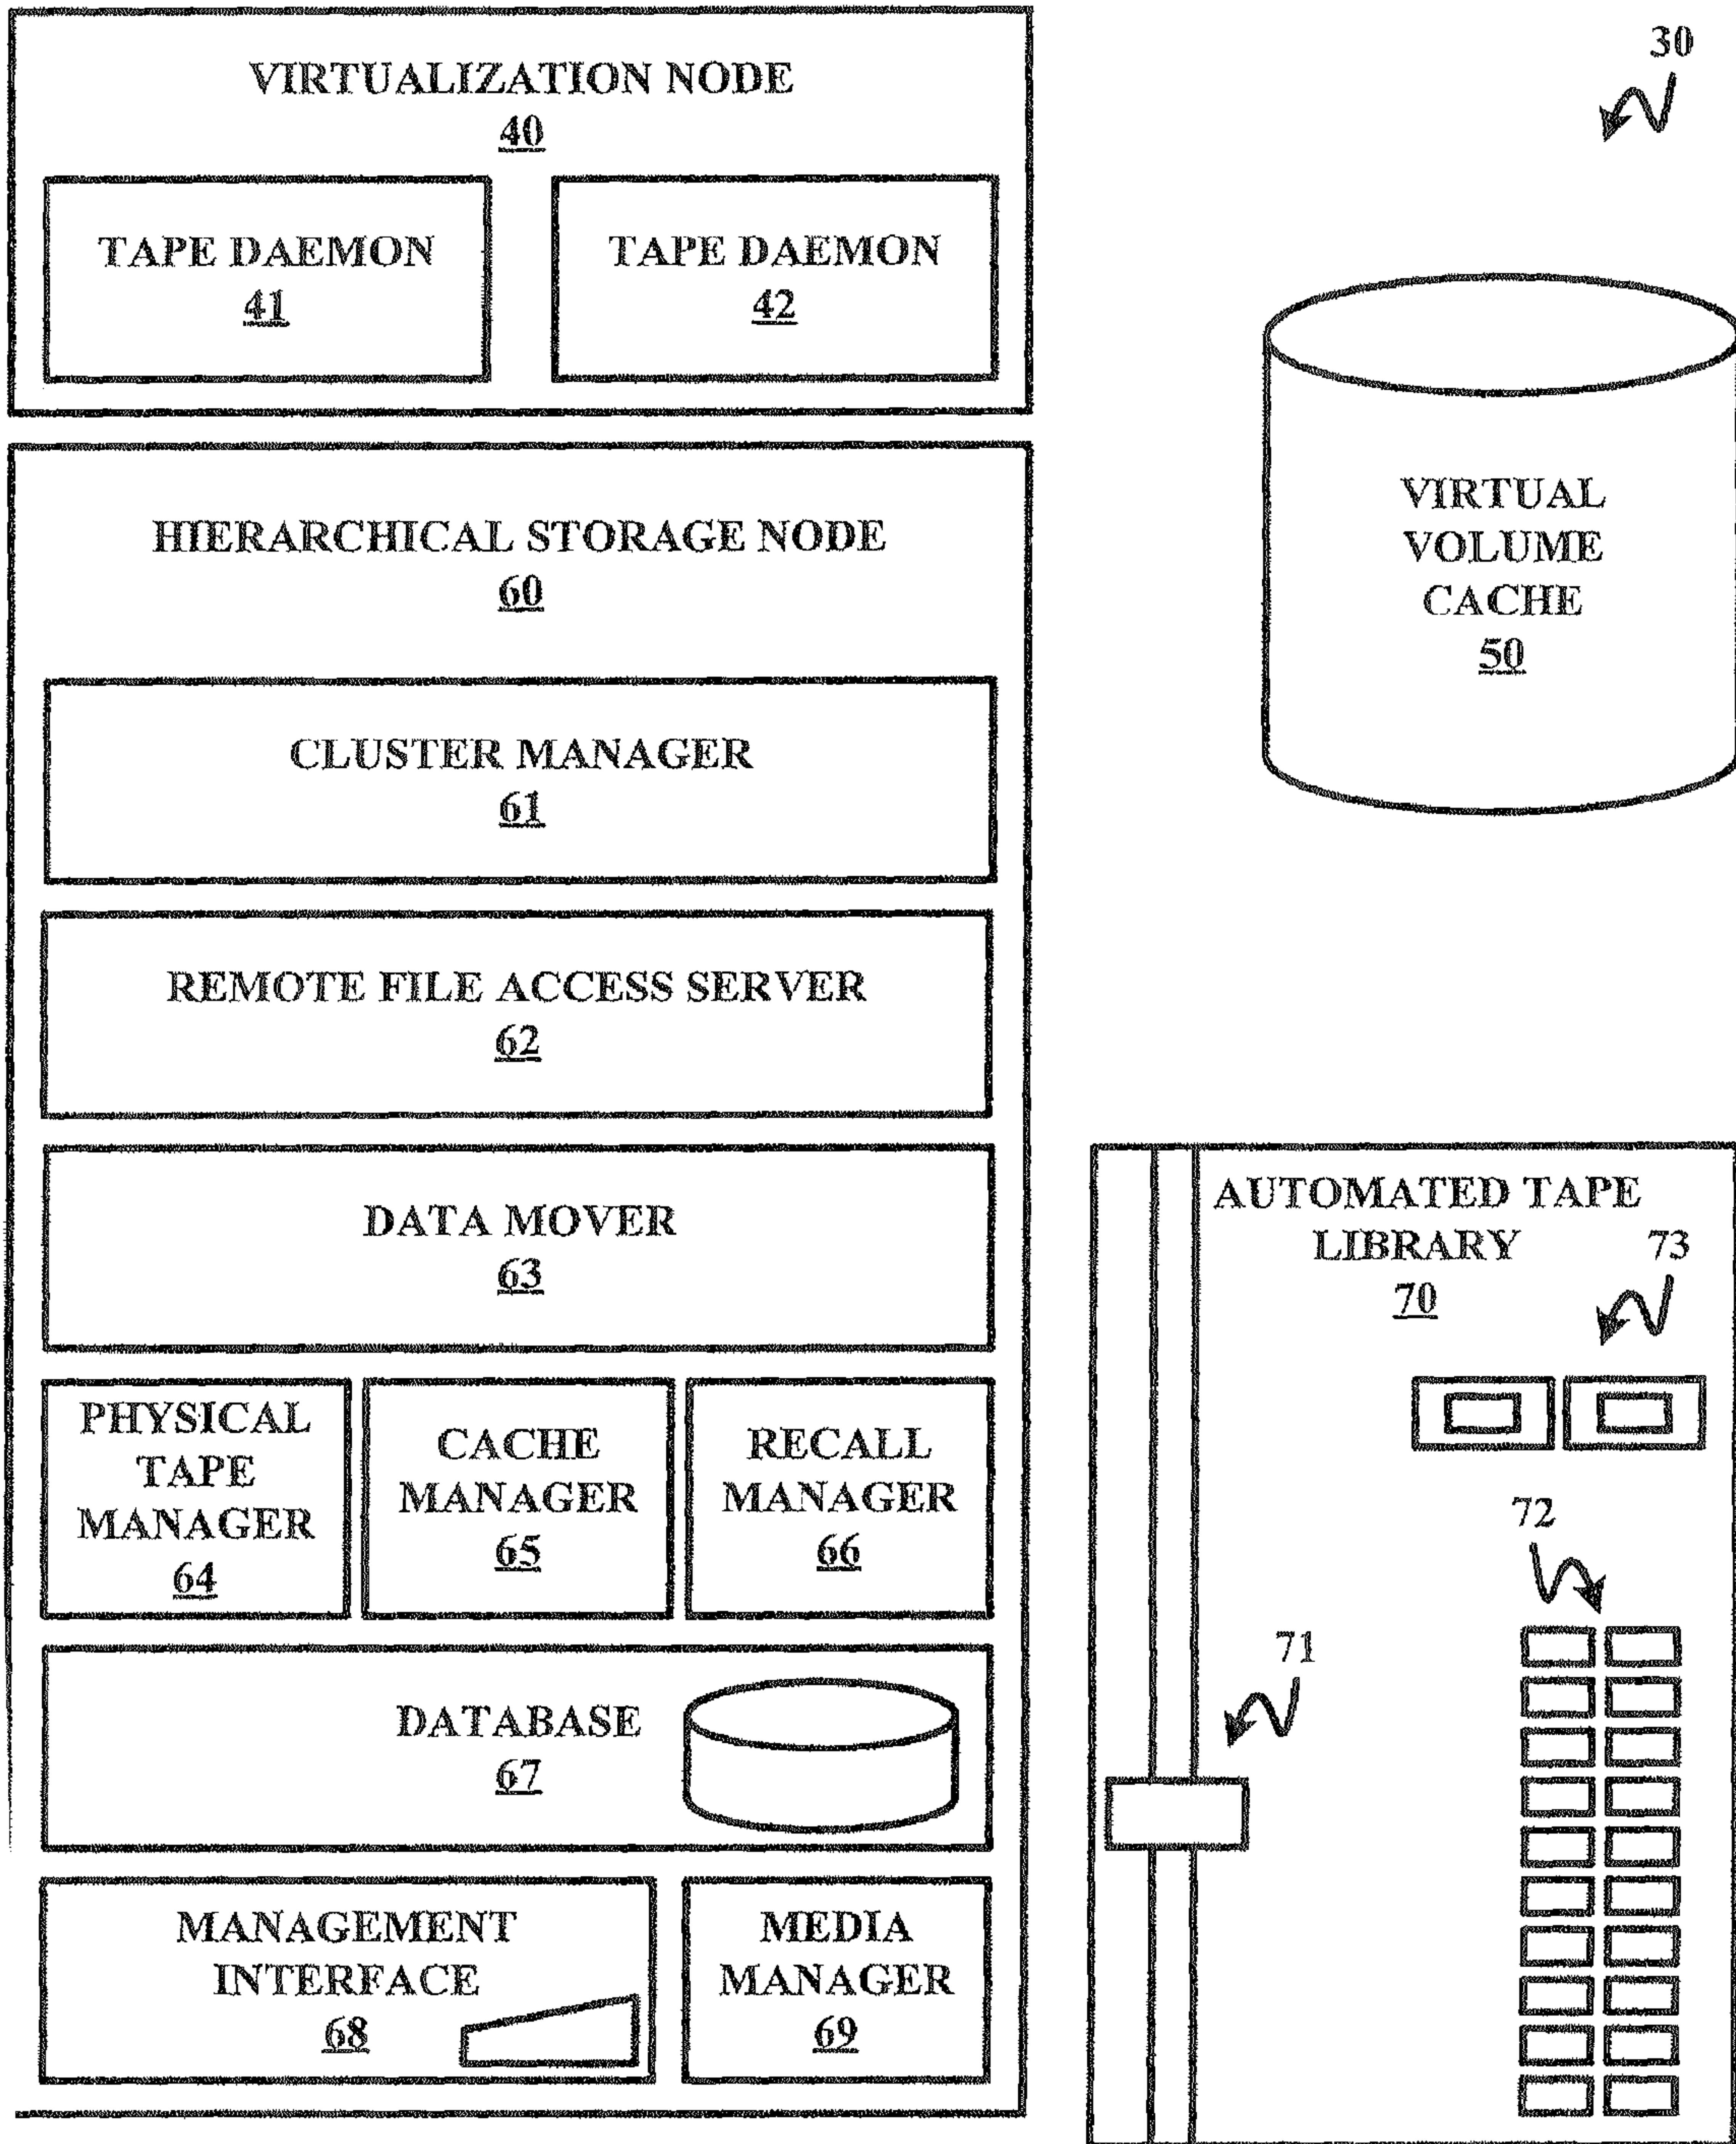 VIRTUALIZATION NODE
40
TAPE DAEMON
41
TAPE DAEMON
42
30
VIRTUAL
VOLUME
CACHE
50
HIERARCHICAL STORAGE NODE
60
CLUSTER MANAGER
61
REMOTE FILE ACCESS SERVER
62
DATA MOVER
63
PHYSICAL
TAPE
MANAGER
64
CACHE
MANAGER
65
RECALL
MANAGER
66
DATABASE
67
MANAGEMENT
INTERFACE
68
MEDIA
MANAGER
69
AUTOMATED TAPE
LIBRARY
70
73
72
71